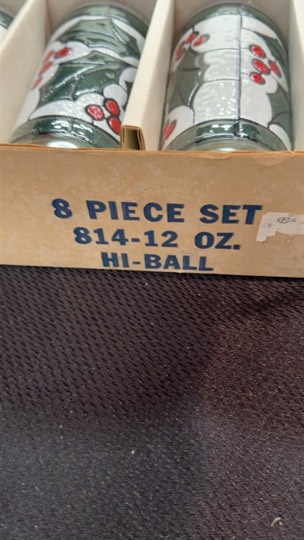 8 PIECE SET
814-12 OZ.
HI-BALL